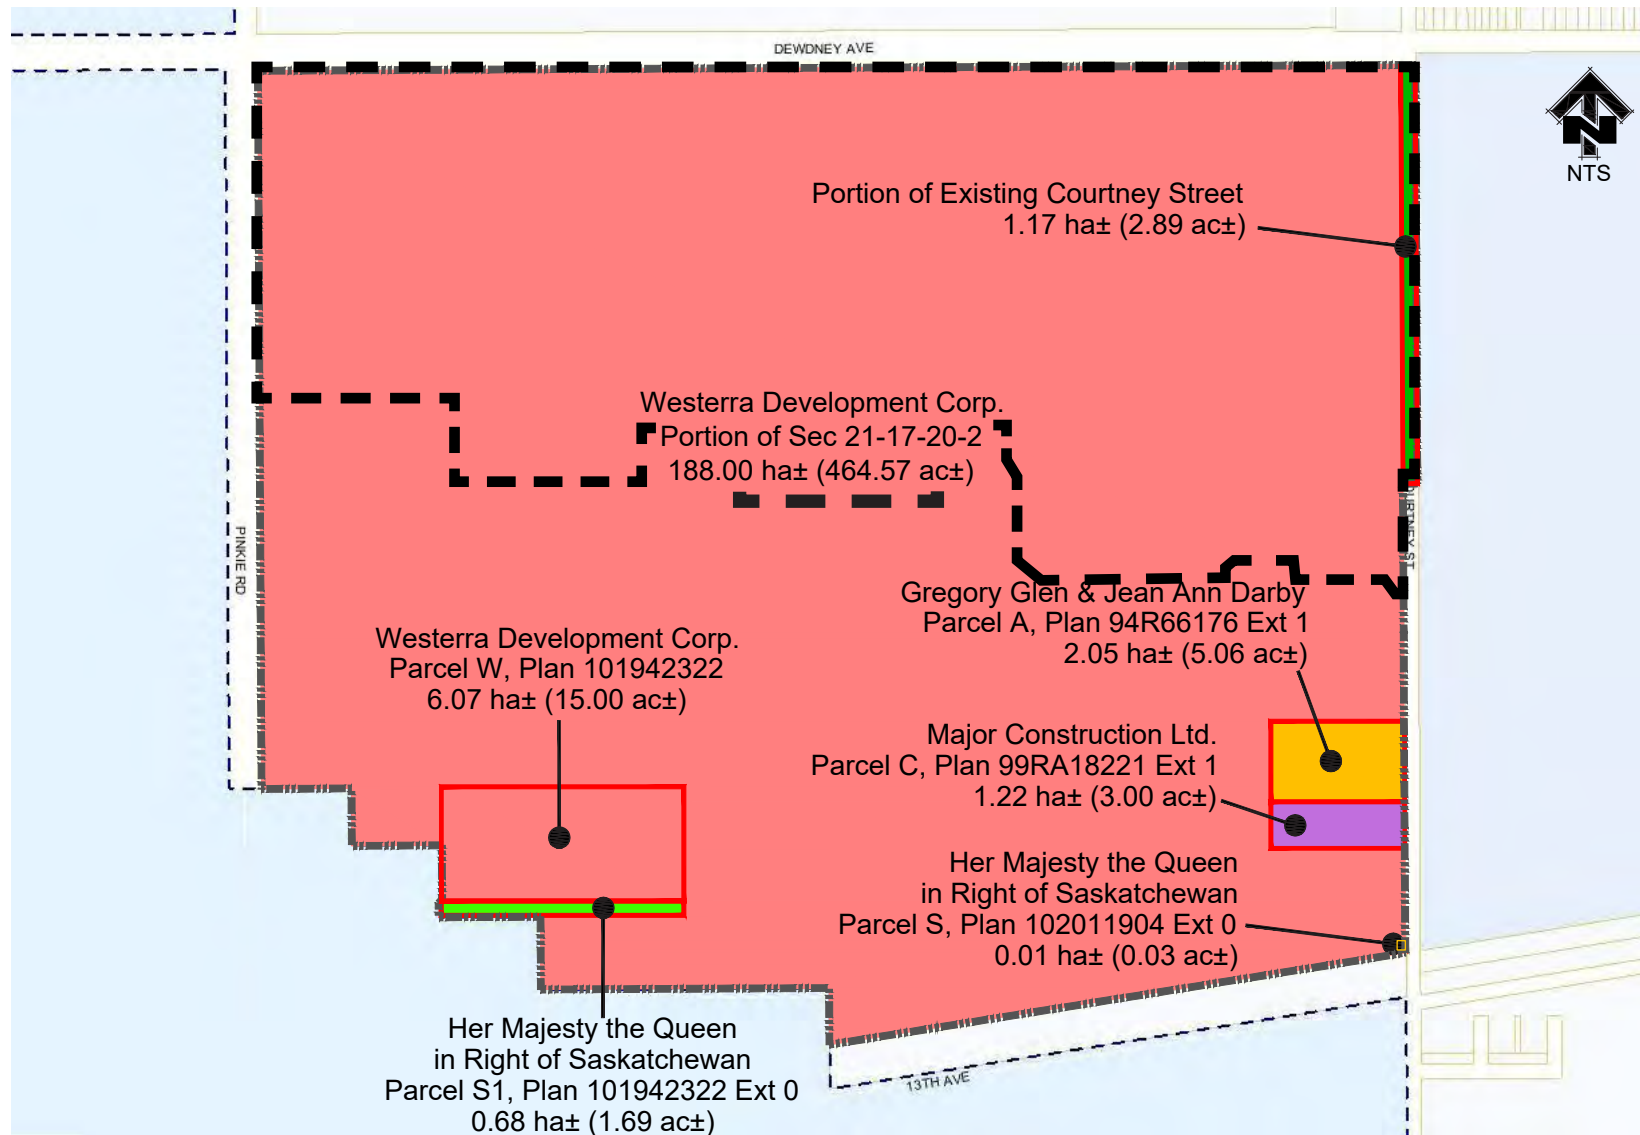 DEWDNEY AVE
NTS
Portion of Existing Courtney Street
1.17 ha± (2.89 ac±)
Westerra Development Corp.
Portion of Sec 21-17-20-2
188.00 ha± (464.57 ac±)
PINKIE RD
Gregory Glen & Jean Ann Darby
Parcel A, Plan 94R66176 Ext 1
2.05 ha± (5.06 ac±)
Westerra Development Corp.
Parcel W, Plan 101942322
6.07 ha± (15.00 ac±)
Major Construction Ltd.
Parcel C, Plan 99RA18221 Ext 1
1.22 ha± (3.00 ac±)
Her Majesty the Queen
in Right of Saskatchewan
Parcel S, Plan 102011904 Ext 0
0.01 ha± (0.03 ac±)
Her Majesty the Queen
in Right of Saskatchewan
Parcel S1, Plan 101942322 Ext 0
0.68 ha± (1.69 ac±)
13TH AVE